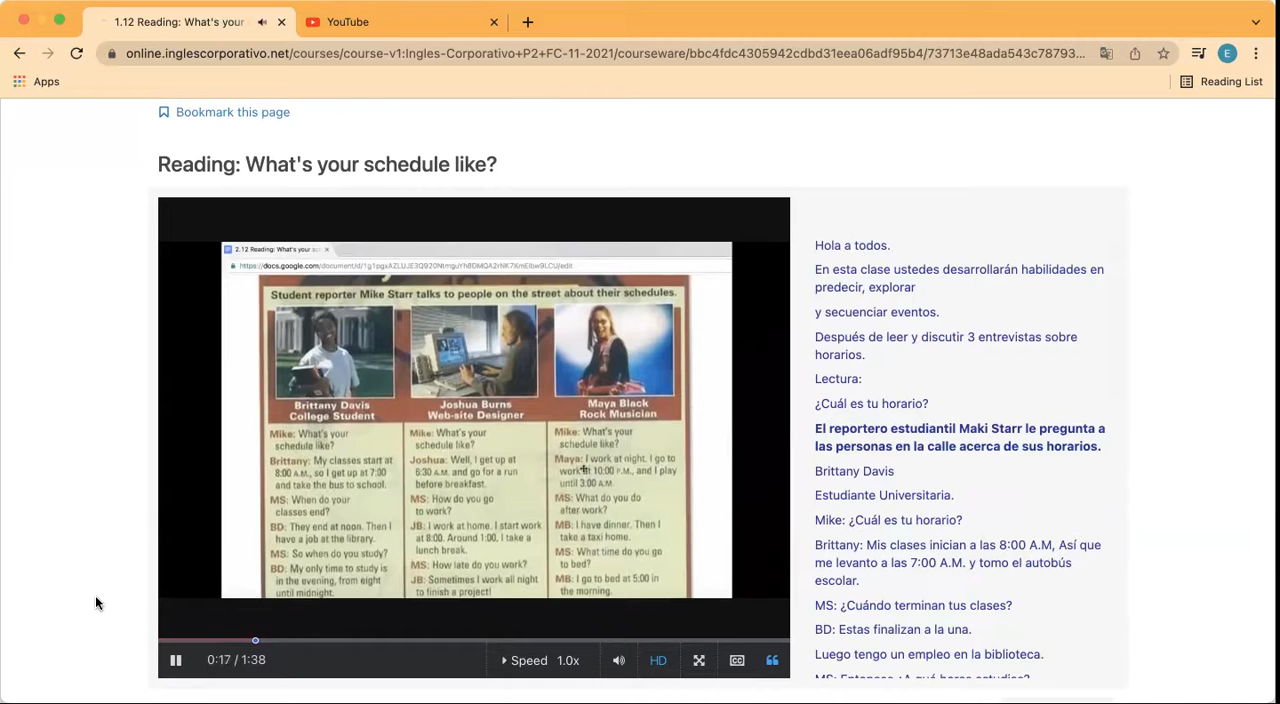 1.12 Reading: What's your
YouTube
online.inglescorporativo.net/courses/course-v1:Ingles-Corporativo+P2+FC-11-2021/courseware/bbc4fdc4305942cdbd31eea06adf95b4/73713e48ada543c78793...
E
Apps
Reading List
Bookmark this page
Reading: What's your schedule like?
2.12 Reading: What's your
Student reporter Mike Starr talks to people on the street about their schedules.
Brittany Davis
College Student
Mike: What's your
schedule like?
Brittany: My classes start at
8:00 A.M., so I get up at 7:00
and take the bus to school.
MS: When do your
classes end?
BD: They end at noon. Then I
have a job at the library.
MS: So when do you study?
BD: My only time to study is
in the evening, from eight
until midnight.
Joshua Burns
Web-site Designer
Mike: What's your
schedule like?
Joshua: Well, I get up at
6:30 A.M. and go for a run
before breakfast.
MS: How do you go
to work?
JB: I work at home. I start work
at 8:00. Around 1:00, I take a
lunch break.
MS: How late do you work?
JB: Sometimes I work all night
to finish a project!
Maya Black
Rock Musician
Mike: What's your
schedule like?
Maya: I work at night. I go to
work at 10:00 P.M., and I play
until 3:00 A.M.
MS: What do you do
after work?
MB: I have dinner. Then I
take a taxi home.
MS: What time do you go
to bed?
MB: I go to bed at 5:00 in
the morning.
0:17 / 1:38
Speed 1.0x
HD
CC
Hola a todos.
En esta clase ustedes desarrollarán habilidades en
predecir, explorar
y secuenciar eventos.
Después de leer y discutir 3 entrevistas sobre
horarios.
Lectura:
¿Cuál es tu horario?
El reportero estudiantil Maki Starr le pregunta a
las personas en la calle acerca de sus horarios.
Brittany Davis
Estudiante Universitaria.
Mike: ¿Cuál es tu horario?
Brittany: Mis clases inician a las 8:00 A.M, Así que
me levanto a las 7:00 A.M. y tomo el autobús
escolar.
MS: ¿Cuándo terminan tus clases?
BD: Estas finalizan a la una.
Luego tengo un empleo en la biblioteca.